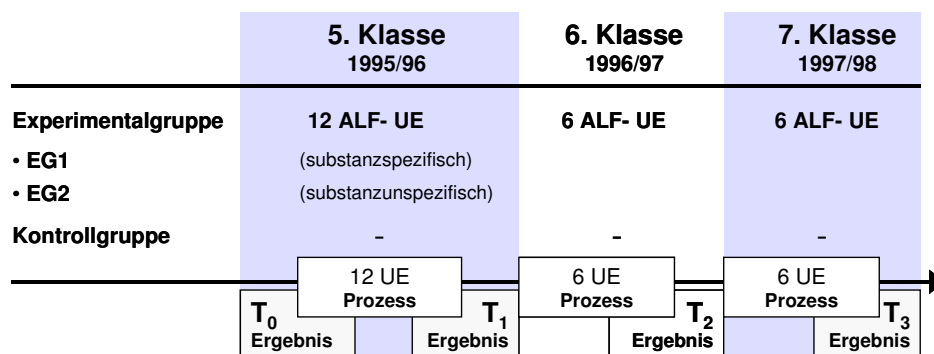 5. Klasse 6. Klasse 7. Klasse
1995/96 1996/97 1997/98
Experimentalgruppe 12 ALF- UE 6 ALF- UE 6 ALF- UE
• EG1 (substanzspezifisch)
• EG2 (substanzunspezifisch)
Kontrollgruppe - - -
12 UE 6 UE 6 UE
Prozess Prozess Prozess
T0 T1 T2 T3
Ergebnis Ergebnis Ergebnis Ergebnis